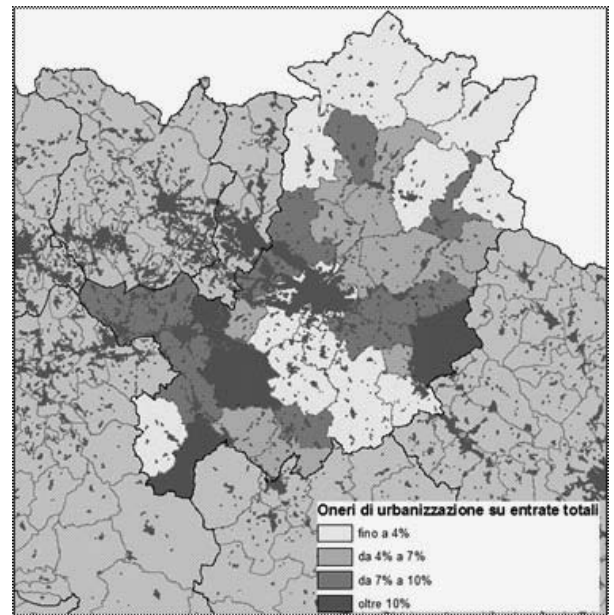 Oneri di urbanizzazione su entrate totali
fino a 4%
da 4% a 7%
da 7% a 10%
oltre 10%